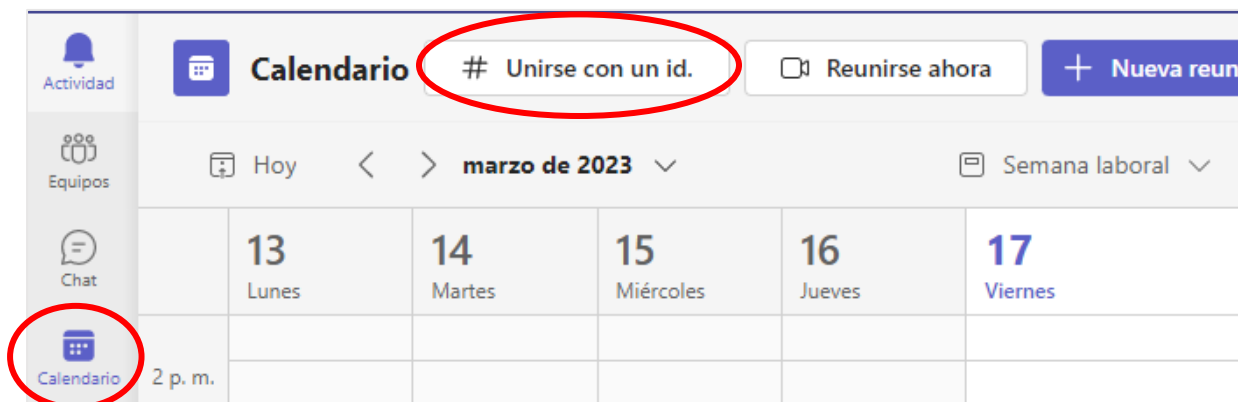 Actividad
Calendario
# Unirse con un id.
Reunirse ahora
+ Nueva reun
Equipos
Hoy
marzo de 2023
Semana laboral
Chat
13
14
15
16
17
Lunes
Martes
Miércoles
Jueves
Viernes
Calendario
2 p. m.